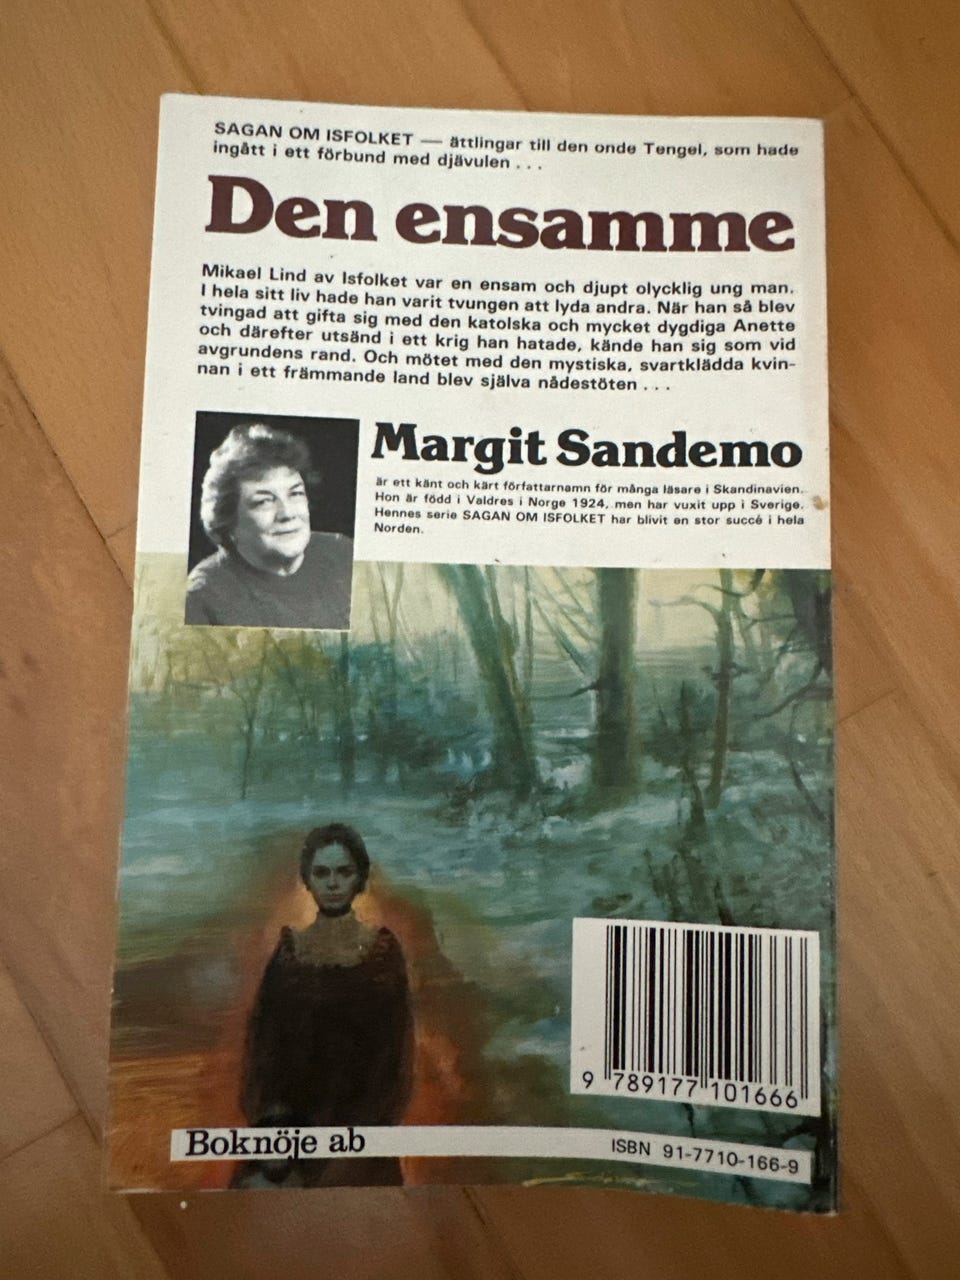 SAGAN OM ISFOLKET — ättlingar till den onde Tengel, som hade
ingått i ett förbund med djävulen . . .
Den ensamme
Mikael Lind av Isfolket var en ensam och djupt olycklig ung man.
I hela sitt liv hade han varit tvungen att lyda andra. När han så blev
tvingad att gifta sig med den katolska och mycket dygdiga Anette
och därefter utsänd i ett krig han hatade, kände han sig som vid
avgrundens rand. Och mötet med den mystiska, svartklädda kvin-
nan i ett främmande land blev själva nådestöten . . .
Margit Sandemo
är ett känt och kärt författarnamn för många läsare i Skandinavien.
Hon är född i Valdres i Norge 1924, men har vuxit upp i Sverige.
Hennes serie SAGAN OM ISFOLKET har blivit en stor succé i hela
Norden.
9 789177 101666
Boknöje ab
ISBN 91-7710-166-9